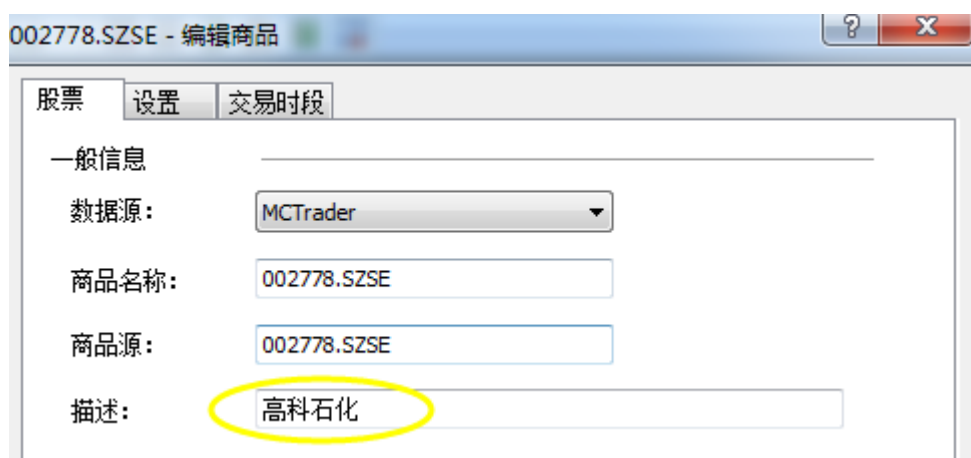 002778.SZSE - 编辑商品
股票 设置 交易时段
一般信息
数据源: MCTrader
商品名称: 002778.SZSE
商品源: 002778.SZSE
描述: 高科石化